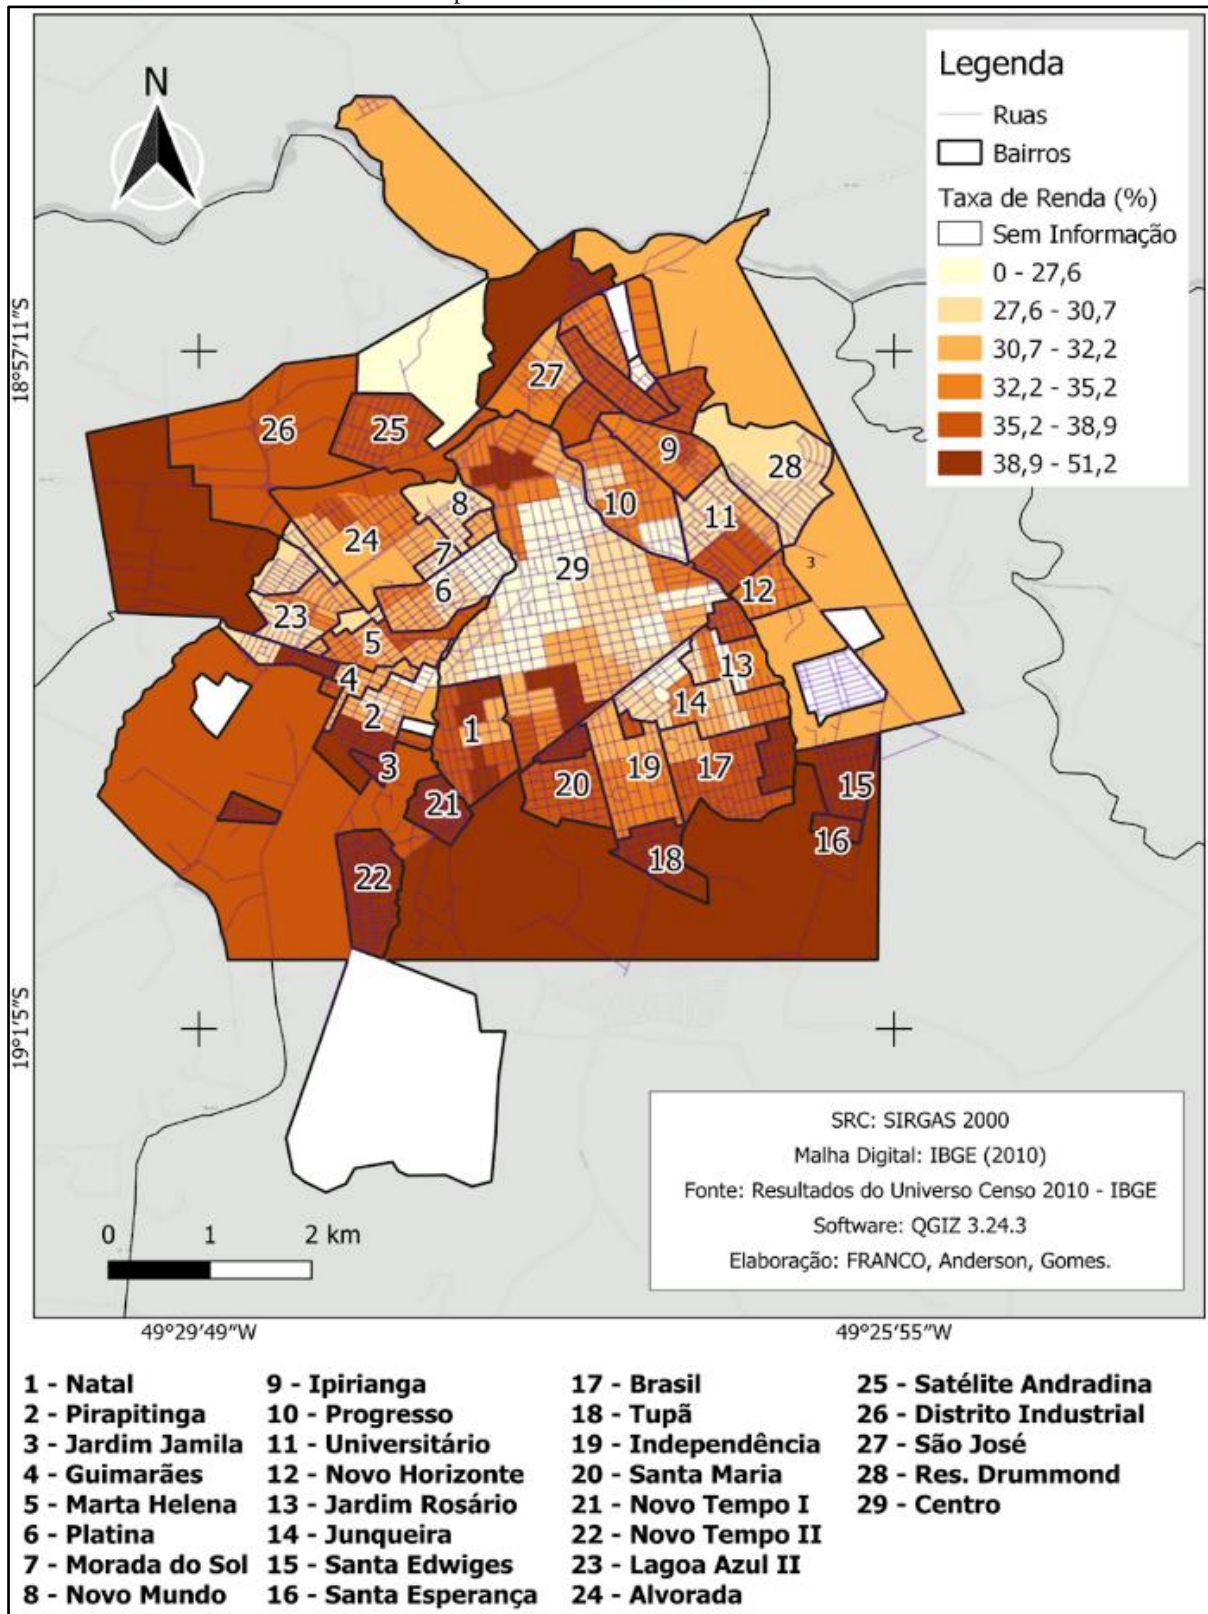 N
Legenda
Ruas
Bairros
Taxa de Renda (%)
Sem Informação
0 - 27,6
27,6 - 30,7
30,7 - 32,2
32,2 - 35,2
35,2 - 38,9
38,9 - 51,2
18°57'11"S
27
26
25
9
28
8
10
24
11
7
29
3
6
12
23
5
13
4
14
2
1
3
19
17
20
15
21
16
18
22
19°1'5"S
SRC: SIRGAS 2000
Malha Digital: IBGE (2010)
Fonte: Resultados do Universo Censo 2010 - IBGE
Software: QGIZ 3.24.3
Elaboração: FRANCO, Anderson, Gomes.
0 1 2 km
49°29'49"W 49°25'55"W
1 - Natal
2 - Pirapitinga
3 - Jardim Jamila
4 - Guimarães
5 - Marta Helena
6 - Platina
7 - Morada do Sol
8 - Novo Mundo
9 - Ipirianga
10 - Progresso
11 - Universitário
12 - Novo Horizonte
13 - Jardim Rosário
14 - Junqueira
15 - Santa Edwiges
16 - Santa Esperança
17 - Brasil
18 - Tupã
19 - Independência
20 - Santa Maria
21 - Novo Tempo I
22 - Novo Tempo II
23 - Lagoa Azul II
24 - Alvorada
25 - Satélite Andradina
26 - Distrito Industrial
27 - São José
28 - Res. Drummond
29 - Centro